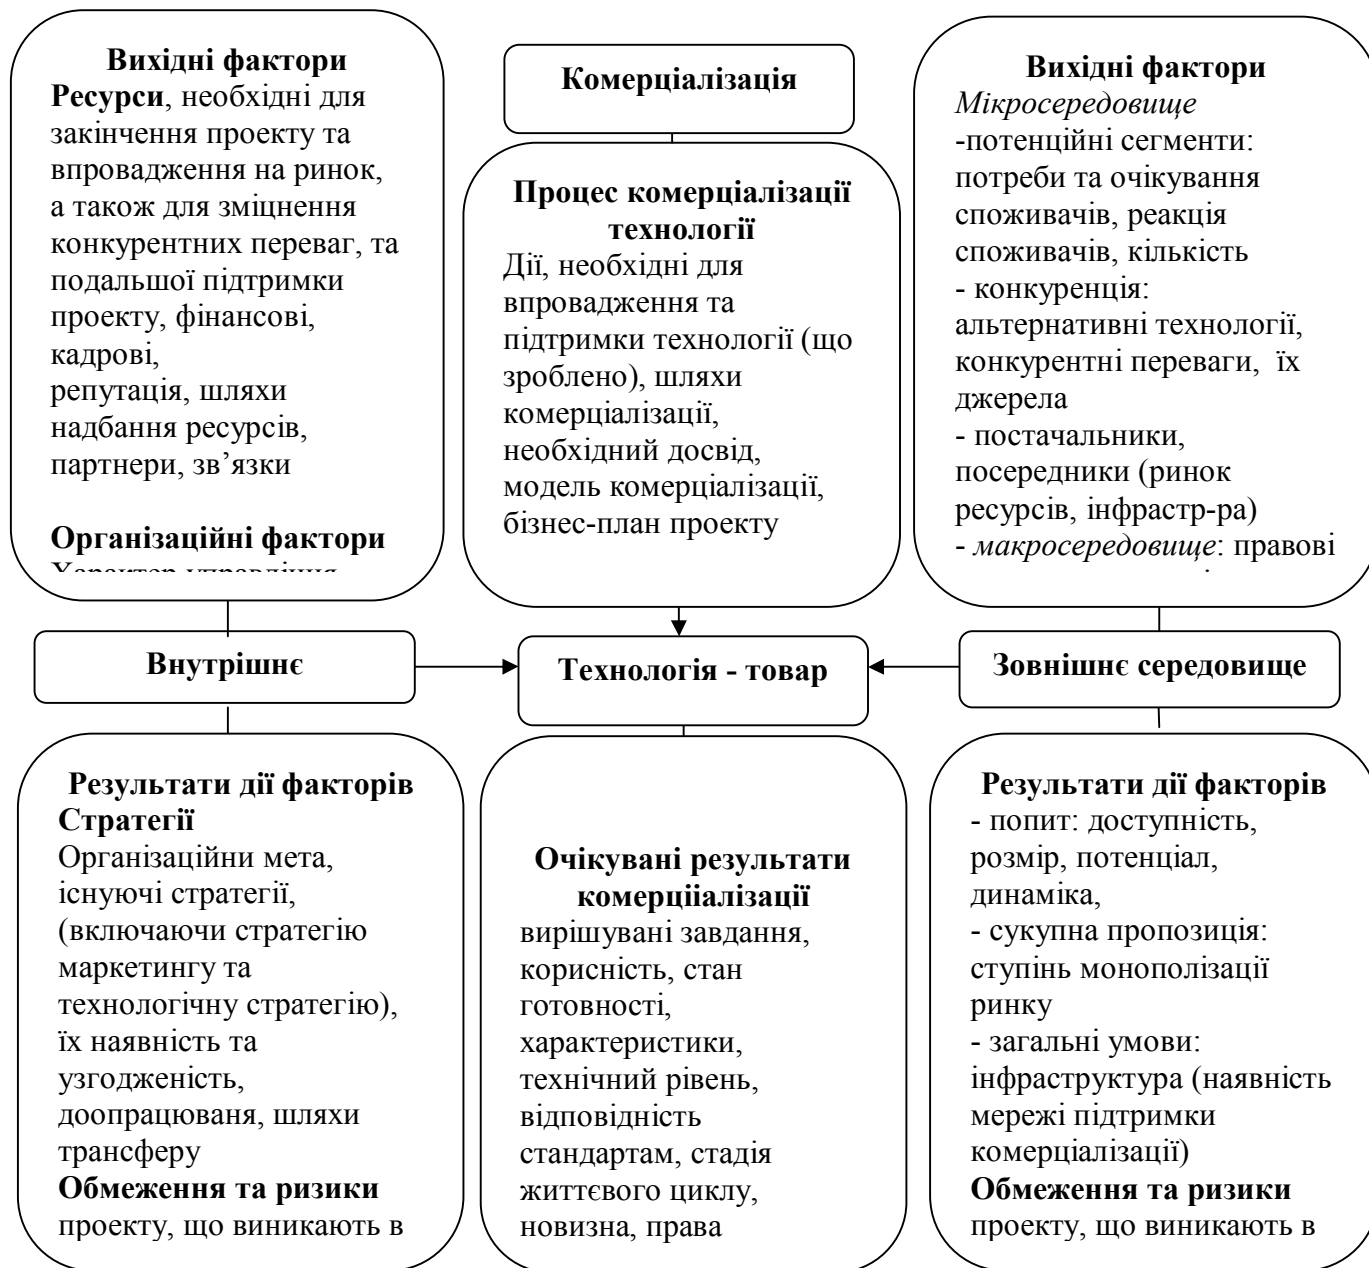 Вихідні фактори
Ресурси, необхідні для
закінчення проекту та
впровадження на ринок,
а також для зміцнення
конкурентних переваг, та
подальшої підтримки
проекту, фінансові,
кадрові,
репутація, шляхи
надбання ресурсів,
партнери, зв’язки
Організаційні фактори
Характер управління
Комерціалізація
Процес комерціалізації
технології
Дії, необхідні для
впровадження та
підтримки технології (що
зроблено), шляхи
комерціалізації,
необхідний досвід,
модель комерціалізації,
бізнес-план проекту
Вихідні фактори
Мікросередовище
-потенційні сегменти:
потреби та очікування
споживачів, реакція
споживачів, кількість
- конкуренція:
альтернативні технології,
конкурентні переваги, їх
джерела
- постачальники,
посередники (ринок
ресурсів, інфрастр-ра)
- макросередовище: правові
Внутрішнє
Технологія - товар
Зовнішнє середовище
Результати дії факторів
Стратегії
Організаційни мета,
існуючі стратегії,
(включаючи стратегію
маркетингу та
технологічну стратегію),
їх наявність та
узгодженість,
доопрацюваня, шляхи
трансферу
Обмеження та ризики
проекту, що виникають в
Очікувані результати
комерцііалізації
вирішувані завдання,
корисність, стан
готовності,
характеристики,
технічний рівень,
відповідність
стандартам, стадія
життєвого циклу,
новизна, права
Результати дії факторів
- попит: доступність,
розмір, потенціал,
динаміка,
- сукупна пропозиція:
ступінь монополізації
ринку
- загальні умови:
інфраструктура (наявність
мережі підтримки
комерціалізації)
Обмеження та ризики
проекту, що виникають в